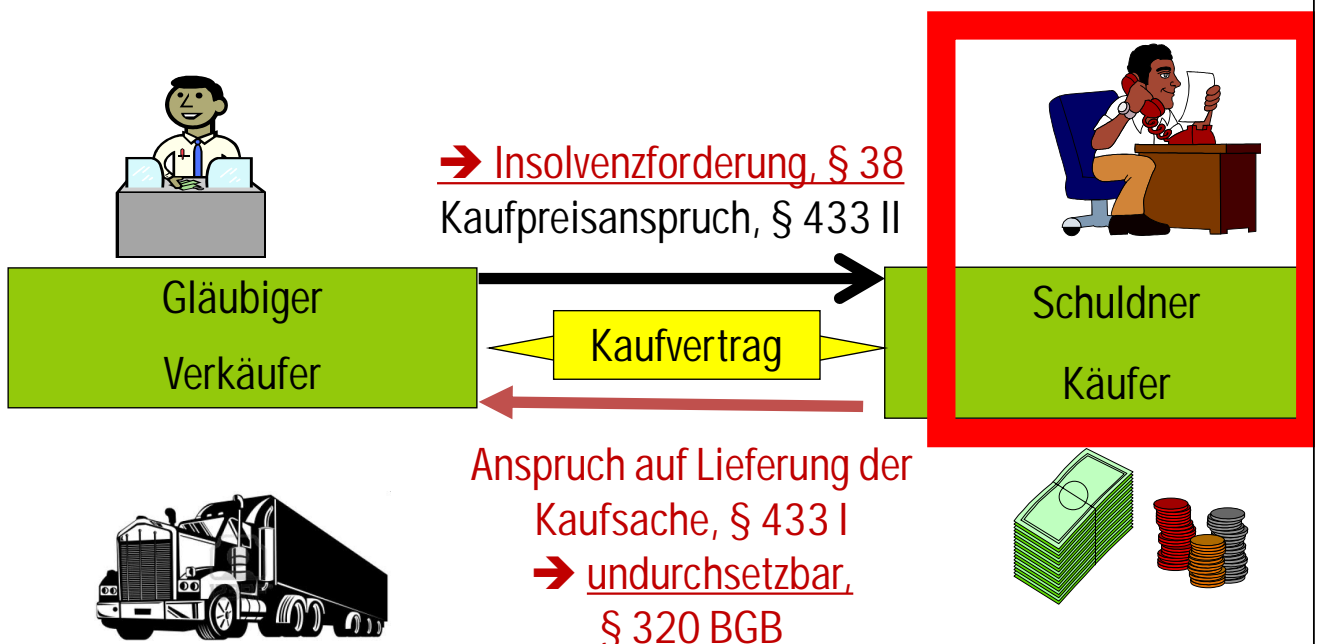 ➔ Insolvenzforderung, § 38
Kaufpreisanspruch, § 433 II
Gläubiger
Verkäufer
Kaufvertrag
Schuldner
Käufer
Anspruch auf Lieferung der
Kaufsache, § 433 I
➔ undurchsetzbar,
§ 320 BGB